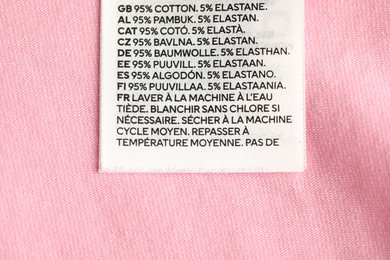 GB 95% COTTON. 5% ELASTANE.
AL 95% PAMBUK. 5% ELASTAN.
CAT 95% COTÓ. 5% ELASTÀ.
CZ 95% BAVLNA. 5% ELASTAN.
DE 95% BAUMWOLLE. 5% ELASTHAN.
EE 95% PUUVILL. 5% ELASTAAN.
ES 95% ALGODÓN. 5% ELASTANO.
FI 95% PUUVILLAA. 5% ELASTAANIA.
FR LAVER À LA MACHINE À L'EAU
TIÈDE. BLANCHIR SANS CHLORE SI
NÉCESSAIRE. SÉCHER À LA MACHINE
CYCLE MOYEN. REPASSER À
TEMPÉRATURE MOYENNE. PAS DE